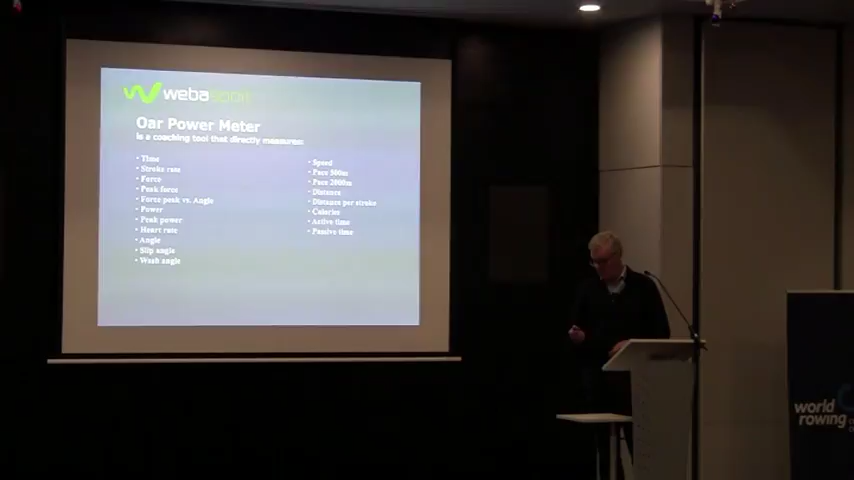 weba sport
Oar Power Meter
is a coaching tool that directly measures:
• Time
• Stroke rate
• Force
• Peak force
• Force peak vs. Angle
• Power
• Peak power
• Heart rate
• Angle
• Slip angle
• Wash angle
• Speed
• Pace 500m
• Pace 2000m
• Distance
• Distance per stroke
• Calories
• Active time
• Passive time
world
rowing